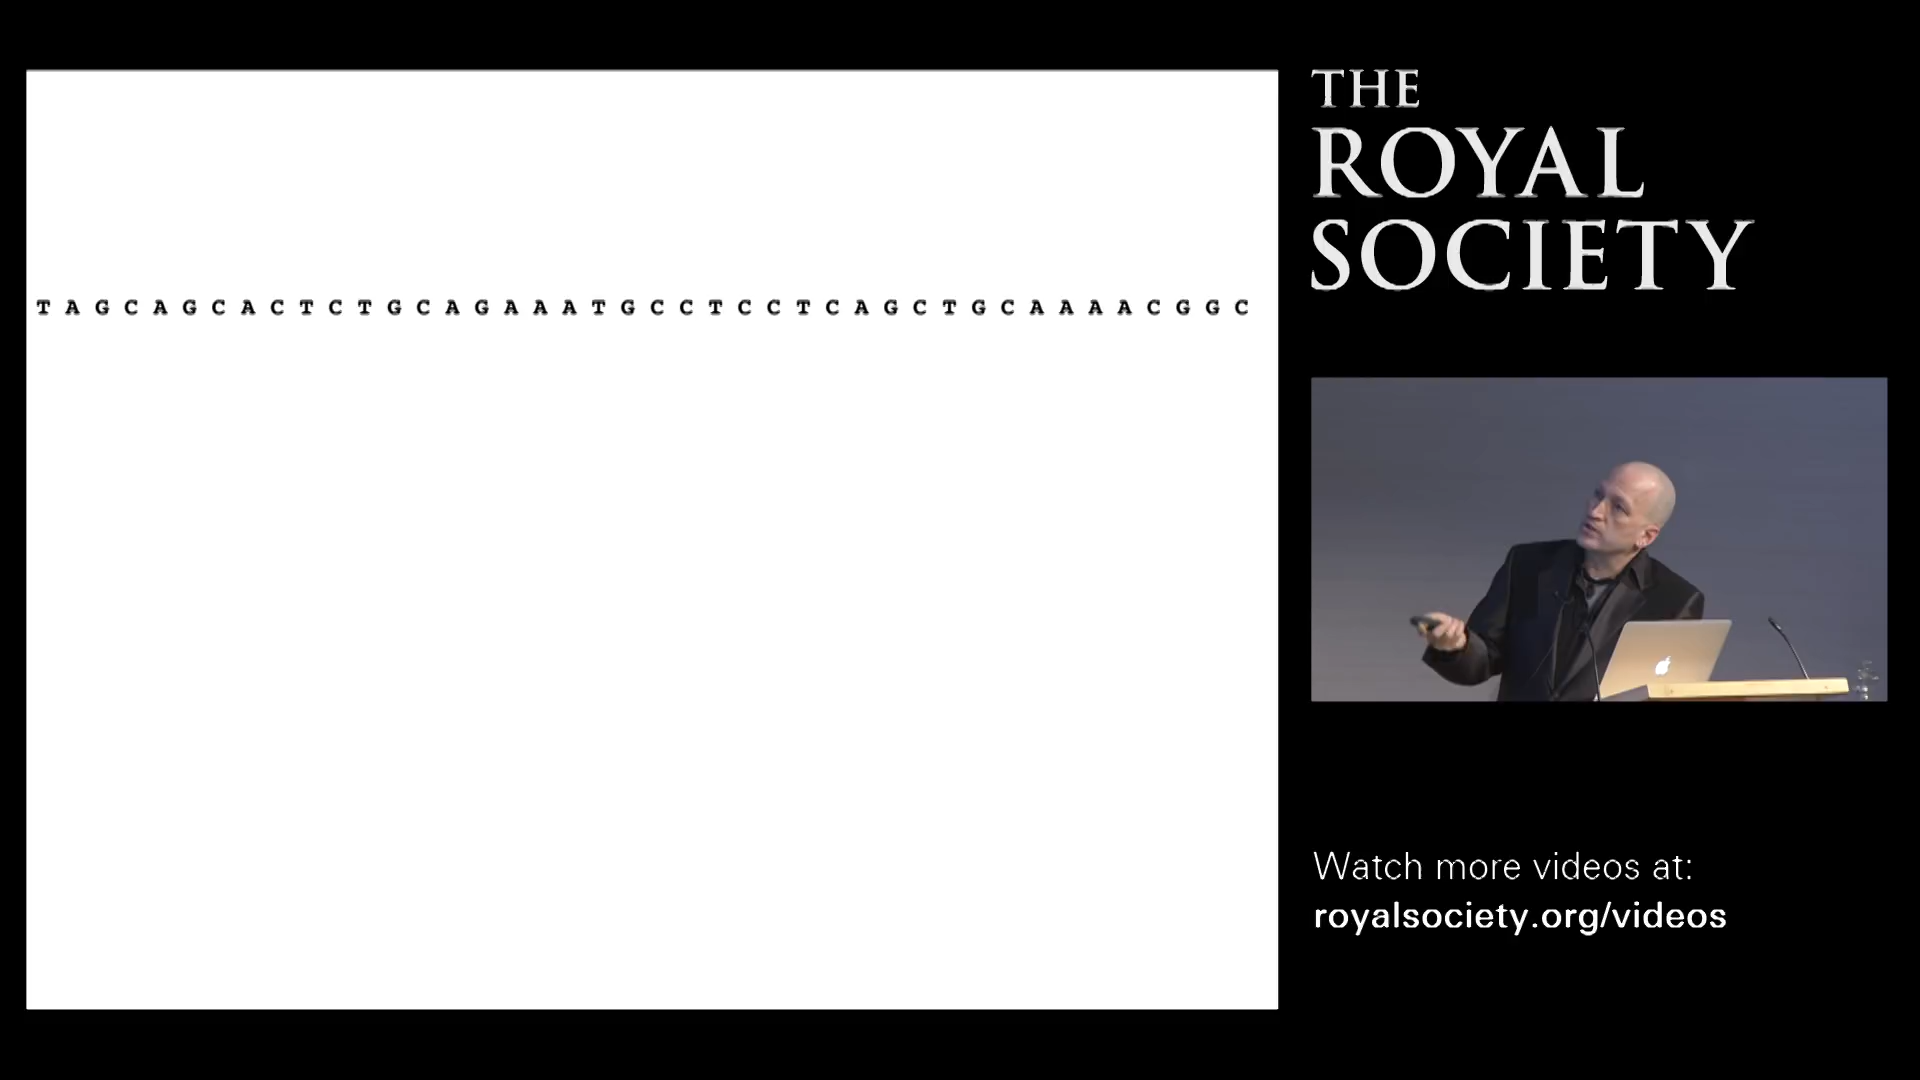 T A G C A G C A C T C T G C A G A A A T G C C T C C T C A G C T G C A A A A C G G C
THE
ROYAL
SOCIETY
Watch more videos at:
royalsociety.org/videos